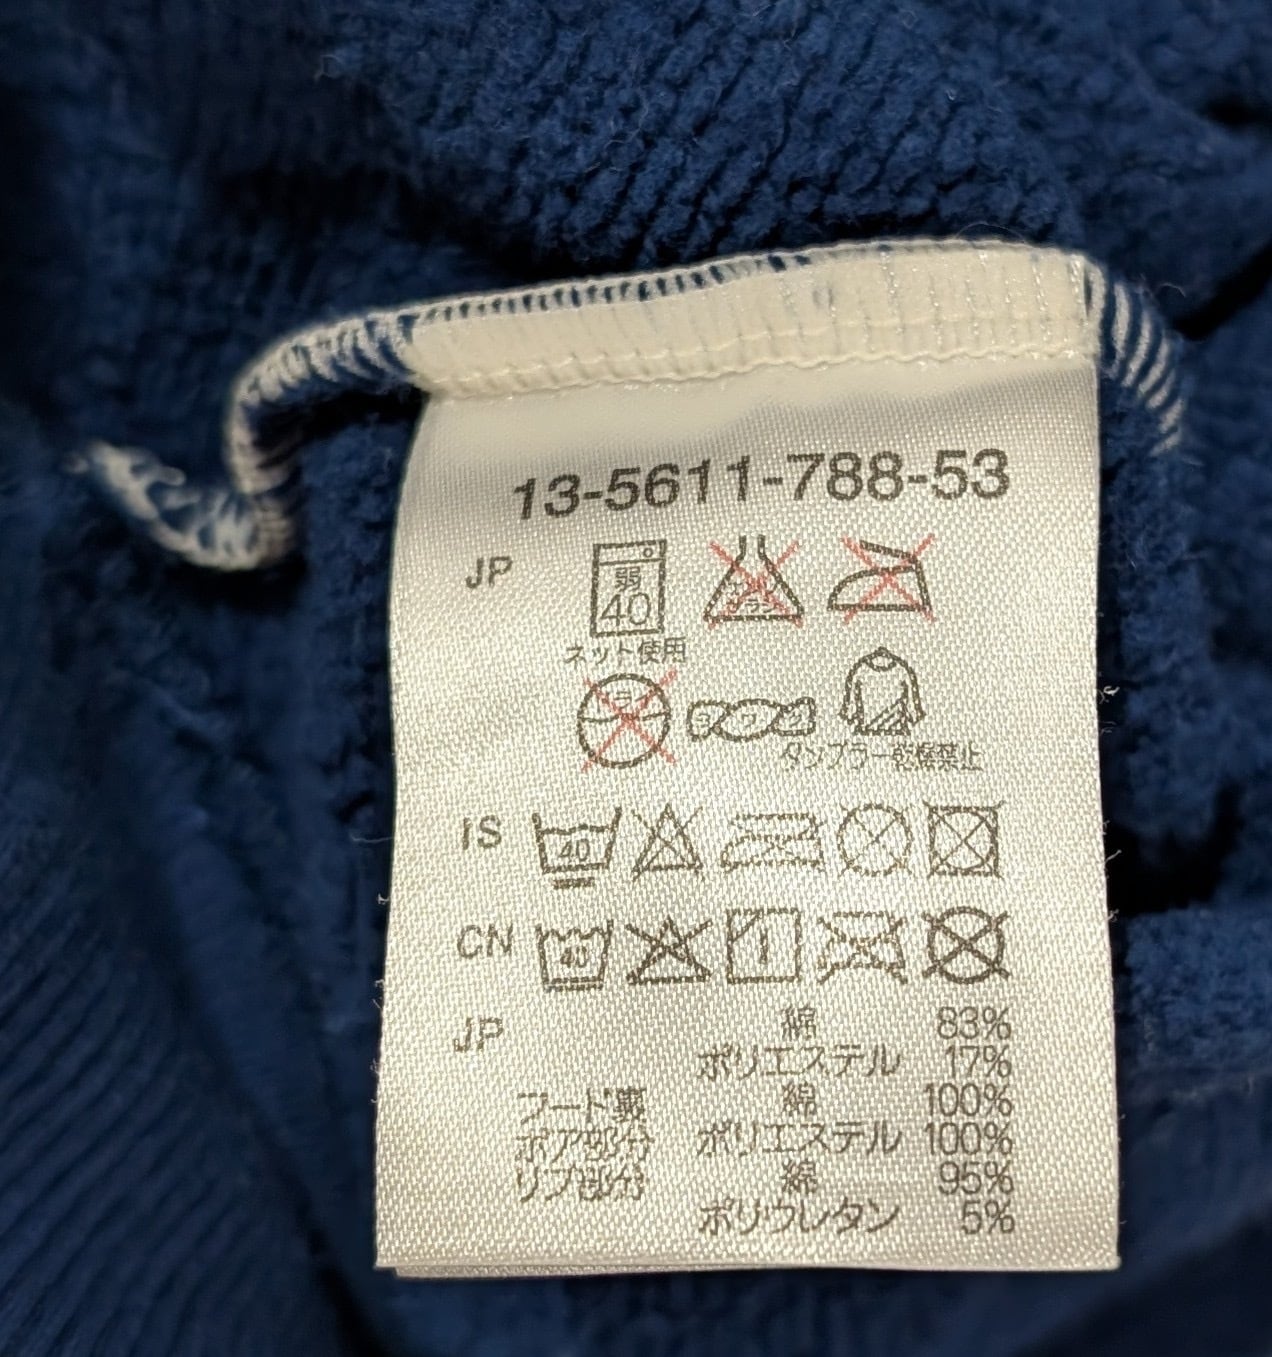 13-5611-788-53
JP
弱
40
ネット使用
ヨワク
タンブラー乾燥禁止
IS
40
CN
40
JP 綿 83%
ポリエステル 17%
フード裏 綿 100%
ボア部分 ポリエステル 100%
リブ部分 綿 95%
ポリウレタン 5%